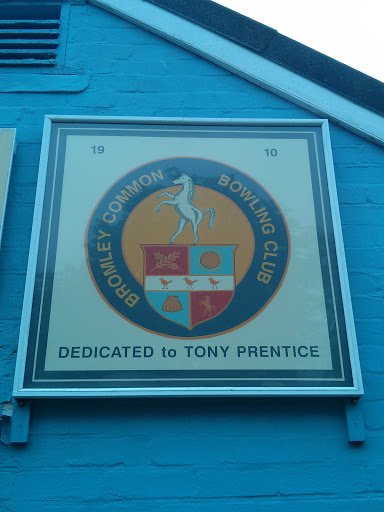 19 10
BROMLEY COMMON BOWLING CLUB
DEDICATED to TONY PRENTICE